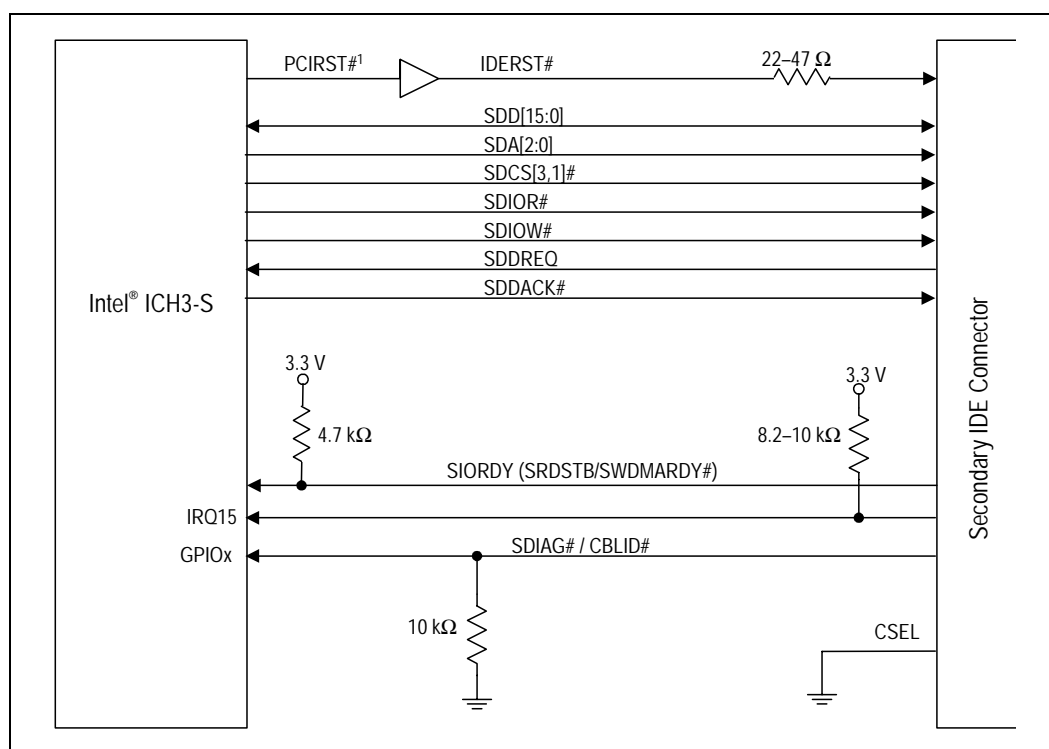 PCIRST#¹
IDERST#
22–47 Ω
SDD[15:0]
SDA[2:0]
SDCS[3,1]#
SDIOR#
SDIOW#
SDDREQ
SDDACK#
Intel® ICH3-S
3.3 V
3.3 V
4.7 kΩ
8.2–10 kΩ
SIORDY (SRDSTB/SWDMARDY#)
IRQ15
GPIOx
SDIAG# / CBLID#
10 kΩ
CSEL
Secondary IDE Connector